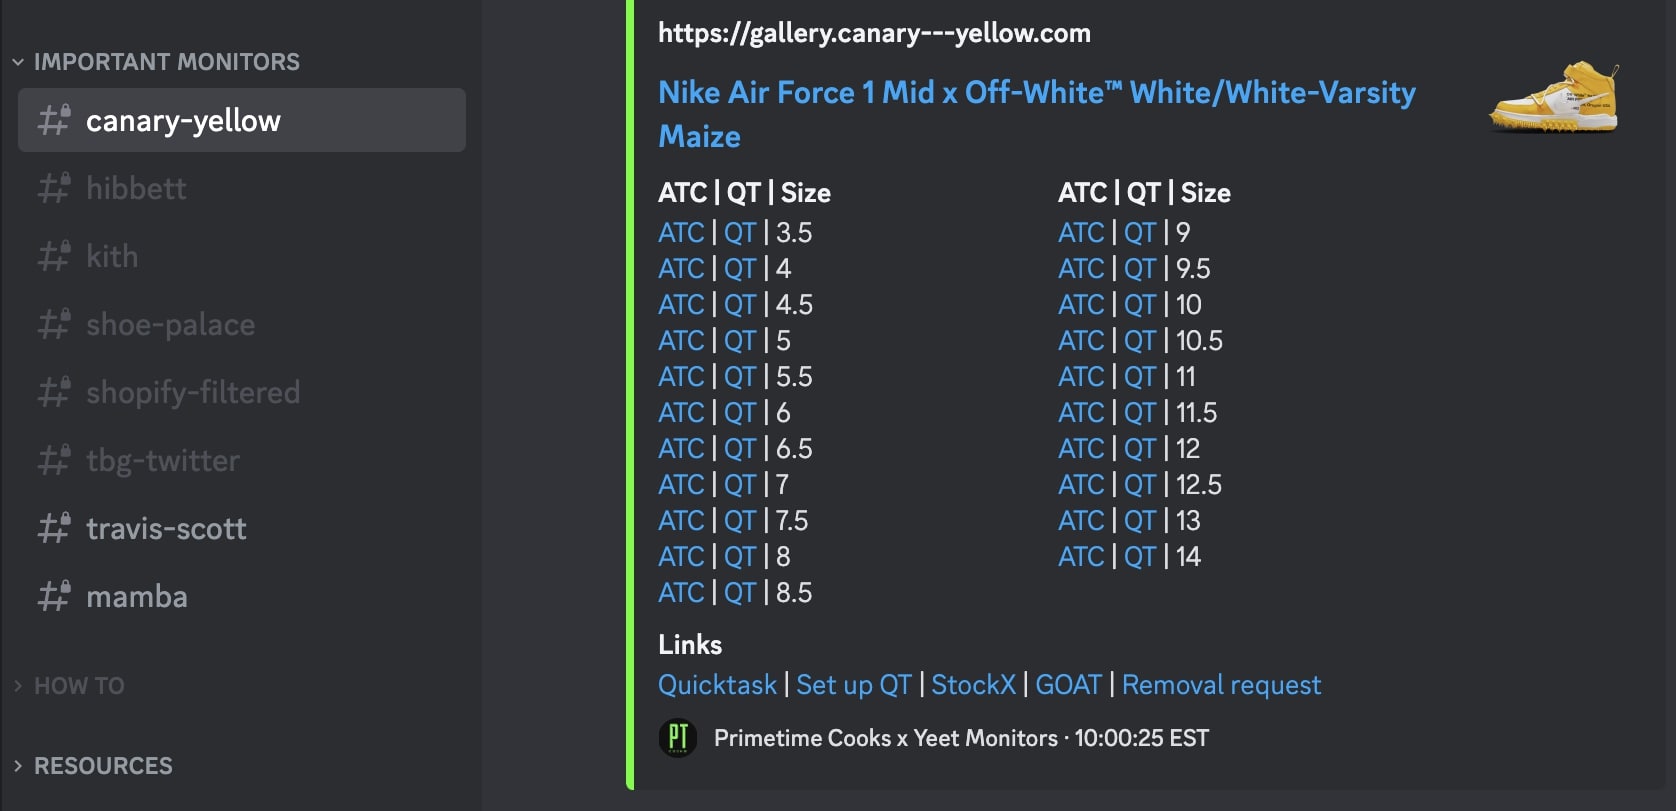 IMPORTANT MONITORS
canary-yellow
hibbett
kith
shoe-palace
shopify-filtered
tbg-twitter
travis-scott
mamba
HOW TO
RESOURCES
https://gallery.canary---yellow.com
Nike Air Force 1 Mid x Off-White™ White/White-Varsity
Maize
ATC | QT | Size
ATC | QT | 3.5
ATC | QT | 4
ATC | QT | 4.5
ATC | QT | 5
ATC | QT | 5.5
ATC | QT | 6
ATC | QT | 6.5
ATC | QT | 7
ATC | QT | 7.5
ATC | QT | 8
ATC | QT | 8.5
ATC | QT | Size
ATC | QT | 9
ATC | QT | 9.5
ATC | QT | 10
ATC | QT | 10.5
ATC | QT | 11
ATC | QT | 11.5
ATC | QT | 12
ATC | QT | 12.5
ATC | QT | 13
ATC | QT | 14
Links
Quicktask | Set up QT | StockX | GOAT | Removal request
PT
Primetime Cooks x Yeet Monitors · 10:00:25 EST